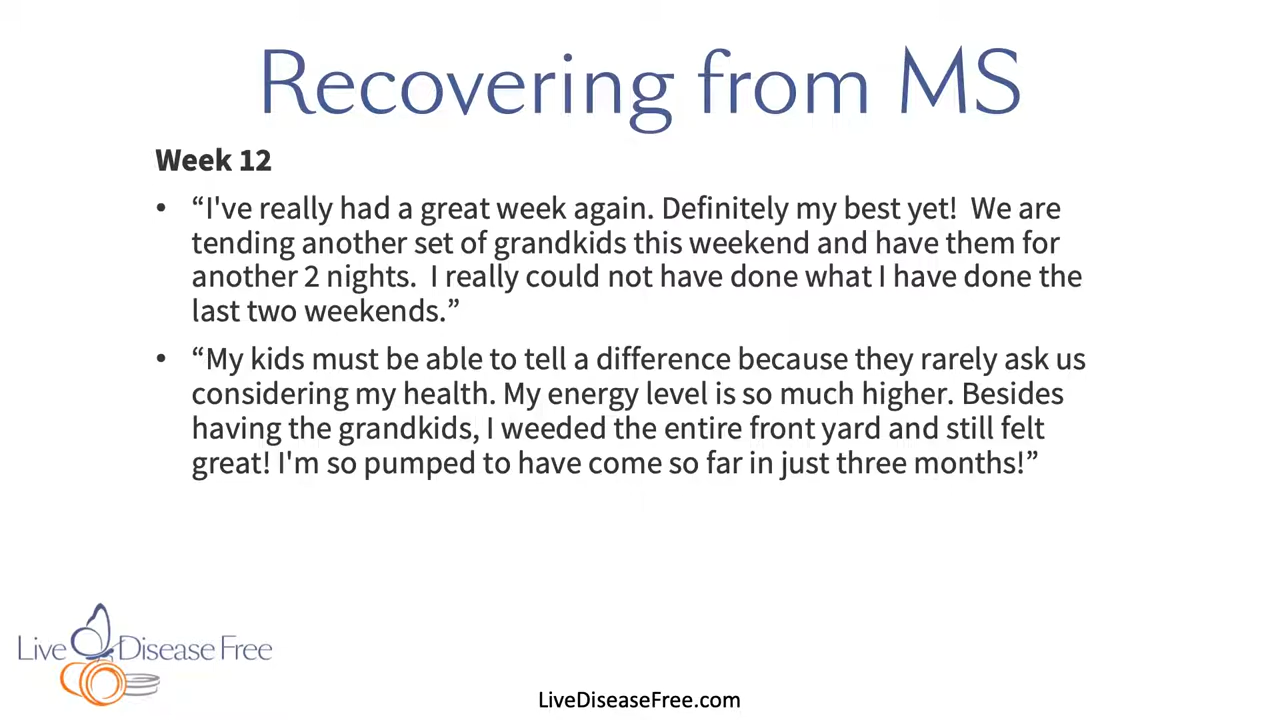 Recovering from MS
Week 12
• “I've really had a great week again. Definitely my best yet!  We are
tending another set of grandkids this weekend and have them for
another 2 nights.  I really could not have done what I have done the
last two weekends.”
• “My kids must be able to tell a difference because they rarely ask us
considering my health. My energy level is so much higher. Besides
having the grandkids, I weeded the entire front yard and still felt
great! I'm so pumped to have come so far in just three months!”
Live Disease Free
LiveDiseaseFree.com